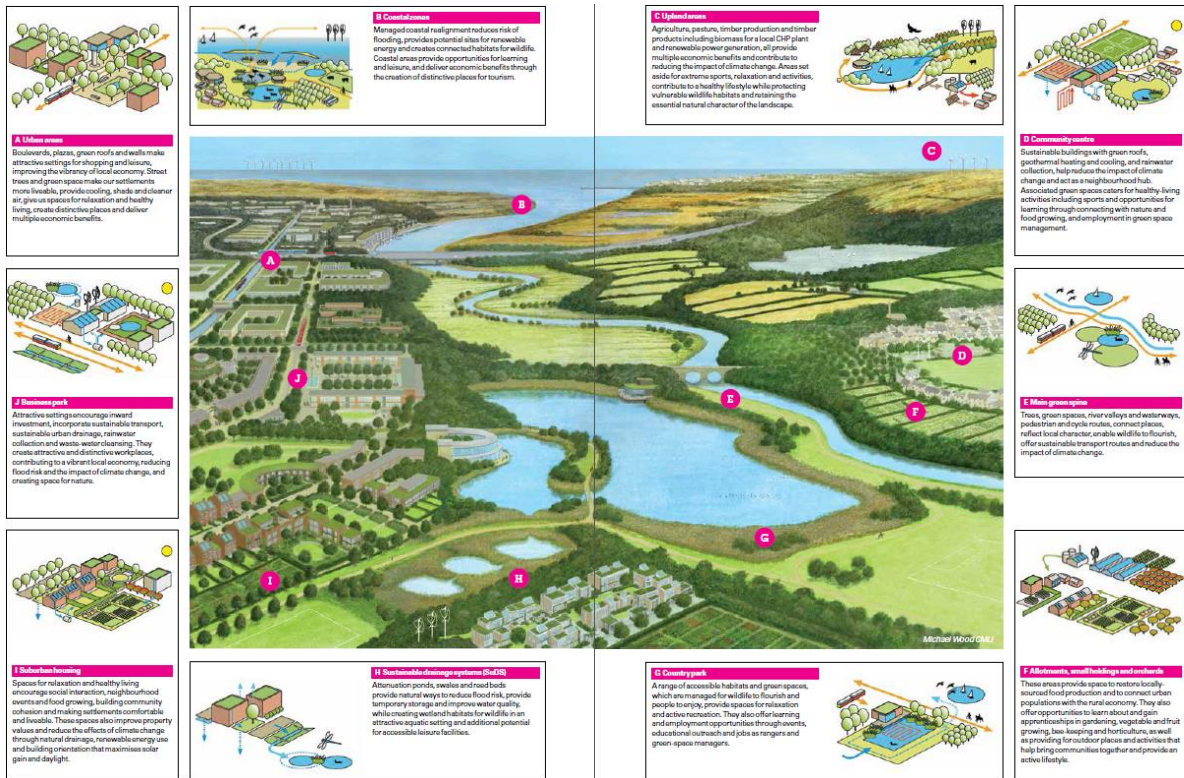 A Urban areas
Boulevards, plazas, green roofs and walls make
attractive settings for shopping and leisure,
improving the vibrancy of local economy. Street
trees and green space make our settlements
more liveable, provide cooling, shade and cleaner
air, give us spaces for relaxation and healthy
living, create distinctive places and deliver
multiple economic benefits.
B Coastal zones
Managed coastal realignment reduces risk of
flooding, provides potential sites for renewable
energy and creates connected habitats for wildlife.
Coastal areas provide opportunities for learning
and leisure, and deliver economic benefits through
the creation of distinctive places for tourism.
C Upland areas
Agriculture, pasture, timber production and timber
products including biomass for a local CHP plant
and renewable power generation, all provide
multiple economic benefits and contribute to
reducing the impact of climate change. Areas set
aside for extreme sports, relaxation and activities,
contribute to a healthy lifestyle while protecting
vulnerable wildlife habitats and retaining the
essential natural character of the landscape.
D Community centre
Sustainable buildings with green roofs,
geothermal heating and cooling, and rainwater
collection, help reduce the impact of climate
change and act as a neighbourhood hub.
Associated green spaces caters for healthy-living
activities including sports and opportunities for
learning through connecting with nature and
food growing, and employment in green space
management.
J Business park
Attractive settings encourage inward
investment, incorporate sustainable transport,
sustainable urban drainage, rainwater
collection and waste-water cleansing. They
create attractive and distinctive workplaces,
contributing to a vibrant local economy, reducing
flood risk and the impact of climate change, and
creating space for nature.
C
B
A
D
J
E
F
G
H
I
Michael Wood CMLI
E Main green spine
Trees, green spaces, river valleys and waterways,
pedestrian and cycle routes, connect places,
reflect local character, enable wildlife to flourish,
offer sustainable transport routes and reduce the
impact of climate change.
I Suburban housing
Spaces for relaxation and healthy living
encourage social interaction, neighbourhood
events and food growing, building community
cohesion and making settlements comfortable
and liveable. These spaces also improve property
values and reduce the effects of climate change
through natural drainage, renewable energy use
and building orientation that maximises solar
gain and daylight.
H Sustainable drainage systems (SuDS)
Attenuation ponds, swales and reed beds
provide natural ways to reduce flood risk, provide
temporary storage and improve water quality,
while creating wetland habitats for wildlife in an
attractive aquatic setting and additional potential
for accessible leisure facilities.
G Country park
A range of accessible habitats and green spaces,
which are managed for wildlife to flourish and
people to enjoy, provide spaces for relaxation
and active recreation. They also offer learning
and employment opportunities through events,
educational outreach and jobs as rangers and
green-space managers.
F Allotments, small holdings and orchards
These areas provide space to restore locally-
sourced food production and to connect urban
populations with the rural economy. They also
offer opportunities to learn about and gain
apprenticeships in gardening, vegetable and fruit
growing, bee-keeping and horticulture, as well
as providing for outdoor places and activities that
help bring communities together and provide an
active lifestyle.